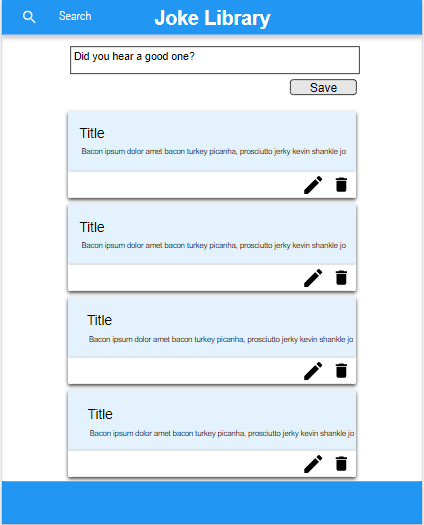 Search
Joke Library
Did you hear a good one?
Save
Title
Bacon ipsum dolor amet bacon turkey picanha, prosciutto jerky kevin shankle jo
Title
Bacon ipsum dolor amet bacon turkey picanha, prosciutto jerky kevin shankle jo
Title
Bacon ipsum dolor amet bacon turkey picanha, prosciutto jerky kevin shankle jo
Title
Bacon ipsum dolor amet bacon turkey picanha, prosciutto jerky kevin shankle jo